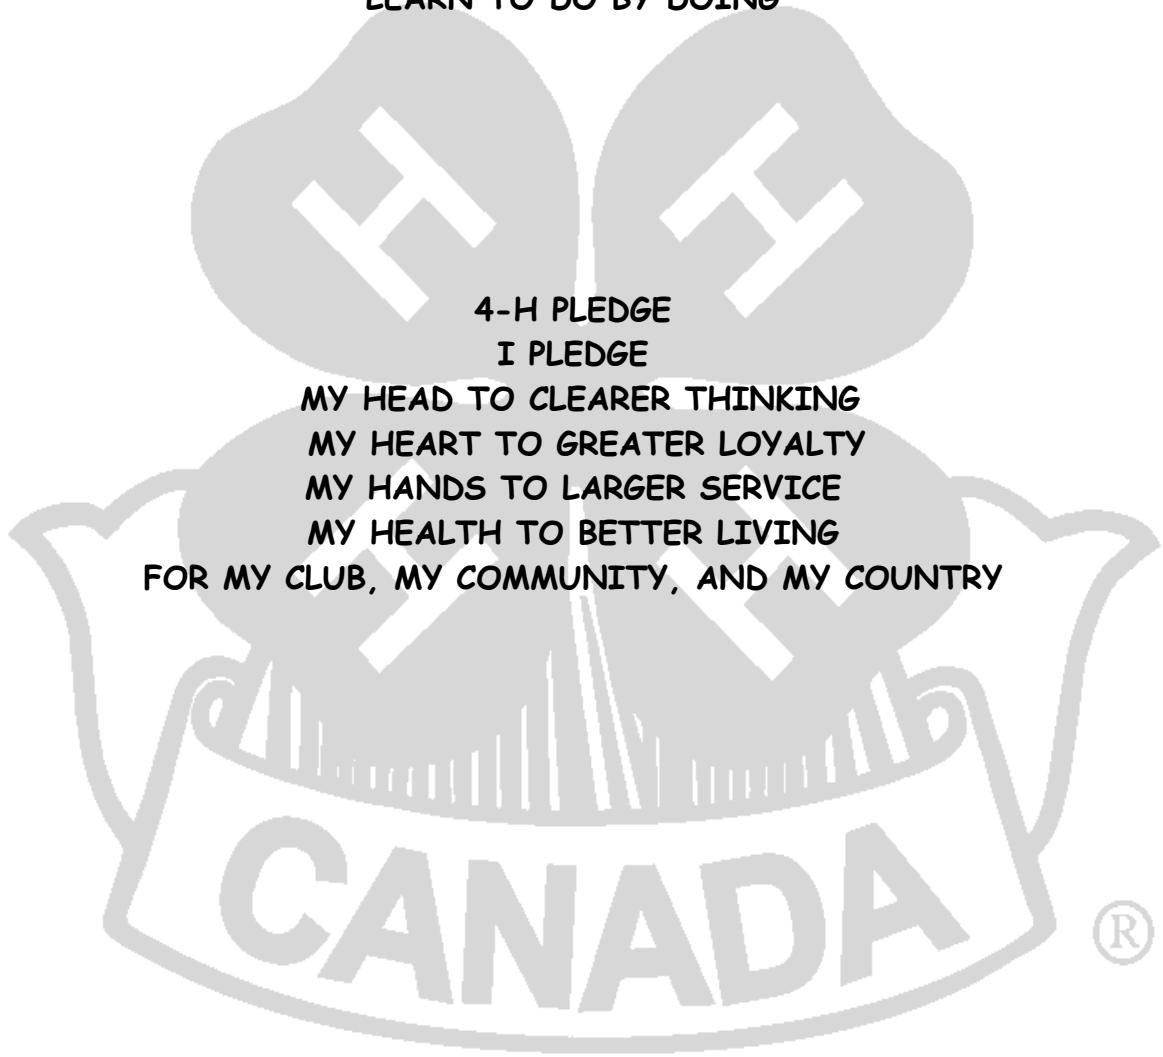 LEARN TO DO BY DOING
H H
4-H PLEDGE
I PLEDGE
MY HEAD TO CLEARER THINKING
MY HEART TO GREATER LOYALTY
MY HANDS TO LARGER SERVICE
MY HEALTH TO BETTER LIVING
FOR MY CLUB, MY COMMUNITY, AND MY COUNTRY
H H
CANADA ®